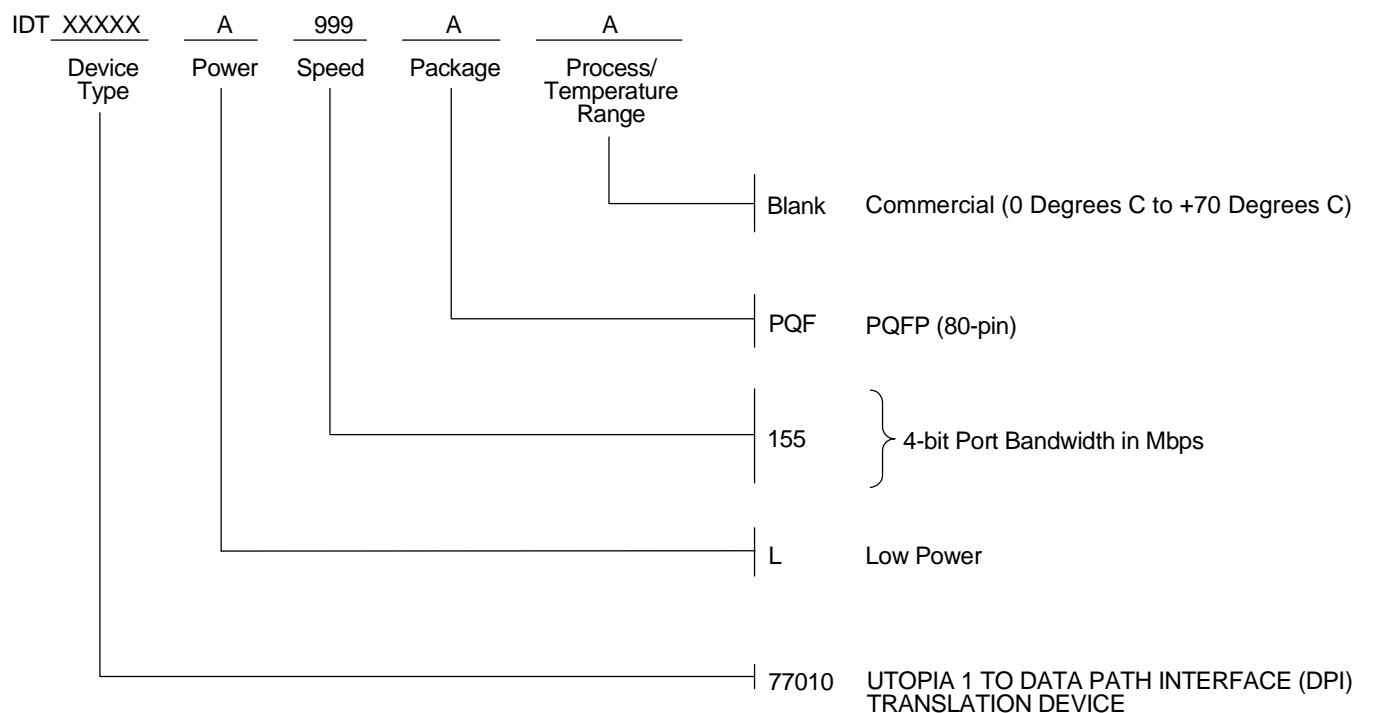 IDT XXXXX A 999 A A
Device Type Power Speed Package Process/ Temperature Range
Blank Commercial (0 Degrees C to +70 Degrees C)
PQF PQFP (80-pin)
155 4-bit Port Bandwidth in Mbps
L Low Power
77010 UTOPIA 1 TO DATA PATH INTERFACE (DPI)
TRANSLATION DEVICE